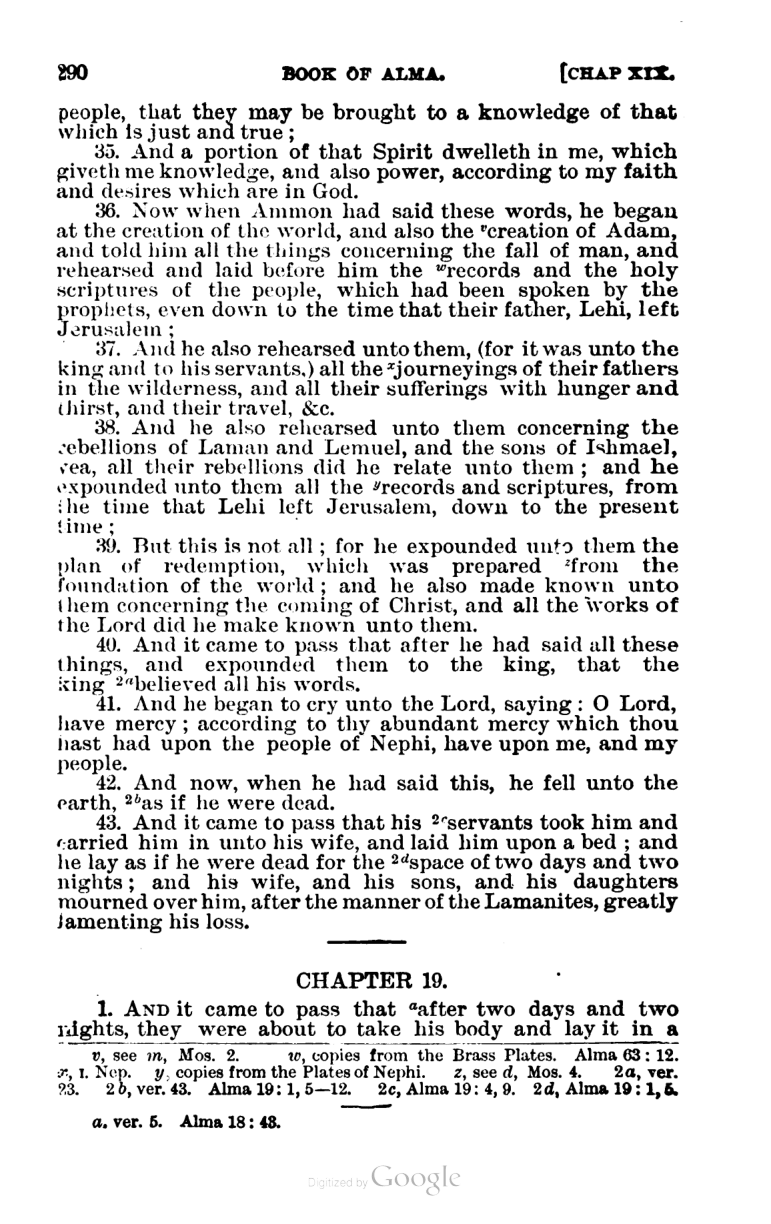 290 BOOK OF ALMA. [CHAP XIX.
people, that they may be brought to a knowledge of that
which is just and true;
35. And a portion of that Spirit dwelleth in me, which
giveth me knowledge, and also power, according to my faith
and desires which are in God.
36. Now when Ammon had said these words, he began
at the creation of the world, and also the ᵛcreation of Adam,
and told him all the things concerning the fall of man, and
rehearsed and laid before him the ʷrecords and the holy
scriptures of the people, which had been spoken by the
prophets, even down to the time that their father, Lehi, left
Jerusalem;
37. And he also rehearsed unto them, (for it was unto the
king and to his servants,) all the ˣjourneyings of their fathers
in the wilderness, and all their sufferings with hunger and
thirst, and their travel, &c.
38. And he also rehearsed unto them concerning the
rebellions of Laman and Lemuel, and the sons of Ishmael,
yea, all their rebellions did he relate unto them; and he
expounded unto them all the ʸrecords and scriptures, from
the time that Lehi left Jerusalem, down to the present
time;
39. But this is not all; for he expounded unto them the
plan of redemption, which was prepared ᶻfrom the
foundation of the world; and he also made known unto
them concerning the coming of Christ, and all the works of
the Lord did he make known unto them.
40. And it came to pass that after he had said all these
things, and expounded them to the king, that the
king ²ᵃbelieved all his words.
41. And he began to cry unto the Lord, saying: O Lord,
have mercy; according to thy abundant mercy which thou
hast had upon the people of Nephi, have upon me, and my
people.
42. And now, when he had said this, he fell unto the
earth, ²ᵇas if he were dead.
43. And it came to pass that his ²ᶜservants took him and
carried him in unto his wife, and laid him upon a bed; and
he lay as if he were dead for the ²ᵈspace of two days and two
nights; and his wife, and his sons, and his daughters
mourned over him, after the manner of the Lamanites, greatly
lamenting his loss.
CHAPTER 19.
1. AND it came to pass that ᵃafter two days and two
nights, they were about to take his body and lay it in a
v, see m, Mos. 2. w, copies from the Brass Plates. Alma 63: 12.
x, I. Nep. y, copies from the Plates of Nephi. z, see d, Mos. 4. 2a, ver.
23. 2b, ver. 43. Alma 19: 1, 5—12. 2c, Alma 19: 4, 9. 2d, Alma 19: 1, 5.
a. ver. 5. Alma 18: 43.
Digitized by Google